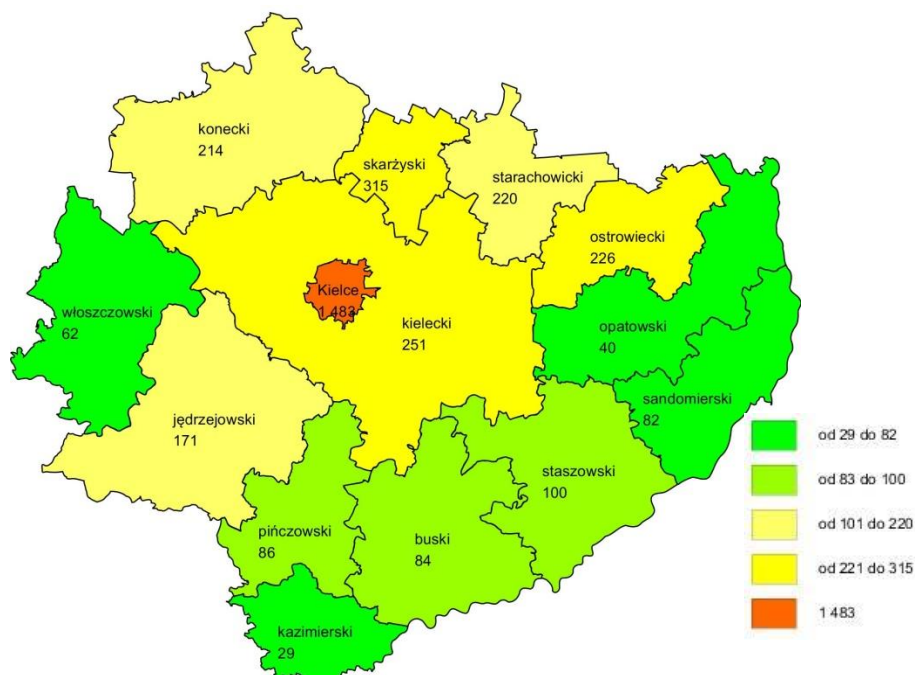 konecki
214
skarżyski
315
starachowicki
220
ostrowiecki
226
włoszczowski
62
Kielce
1 483
kielecki
251
opatowski
40
jędrzejowski
171
sandomierski
82
staszowski
100
pińczowski
86
buski
84
kazimierski
29
od 29 do 82
od 83 do 100
od 101 do 220
od 221 do 315
1 483